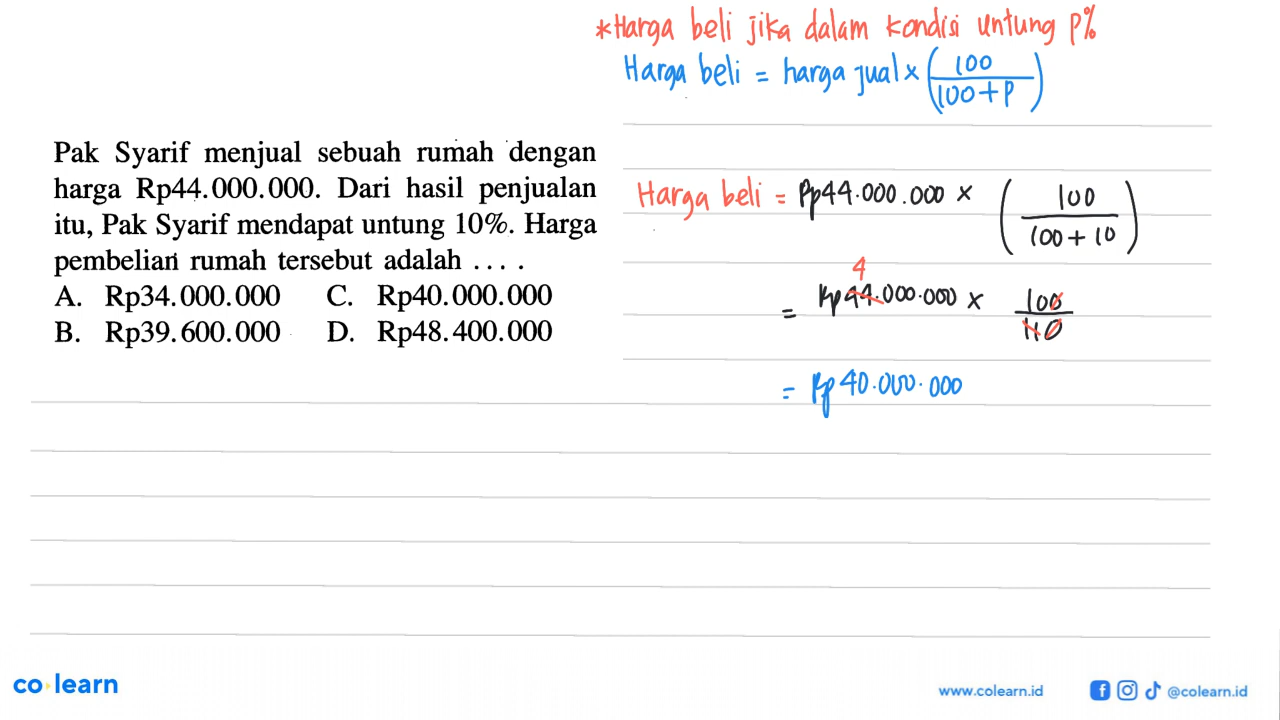 *Harga beli jika dalam kondisi untung p%
Harga beli = harga jual × (100 / 100+P)
Pak Syarif menjual sebuah rumah dengan
harga Rp44.000.000. Dari hasil penjualan
itu, Pak Syarif mendapat untung 10%. Harga
pembelian rumah tersebut adalah ....
A. Rp34.000.000 C. Rp40.000.000
B. Rp39.600.000 D. Rp48.400.000
Harga beli = Rp44.000.000 × (100 / 100+10)
4
= Rp44.000.000 × 100 / 110
= Rp40.000.000
co learn
www.colearn.id
@colearn.id